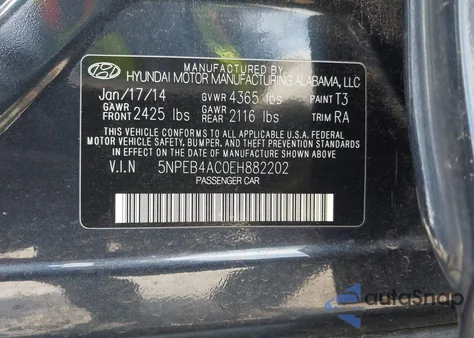 MANUFACTURED BY
HYUNDAI MOTOR MANUFACTURING ALABAMA, LLC
Jan/17/14 GVWR 4365 lbs PAINT T3
GAWR FRONT 2425 lbs GAWR REAR 2116 lbs TRIM RA
THIS VEHICLE CONFORMS TO ALL APPLICABLE U.S.A. FEDERAL
MOTOR VEHICLE SAFETY, BUMPER, AND THEFT PREVENTION STANDARDS
IN EFFECT ON THE DATE OF MANUFACTURE SHOWN ABOVE.
V.I.N 5NPEB4AC0EH882202
PASSENGER CAR
autoSnap